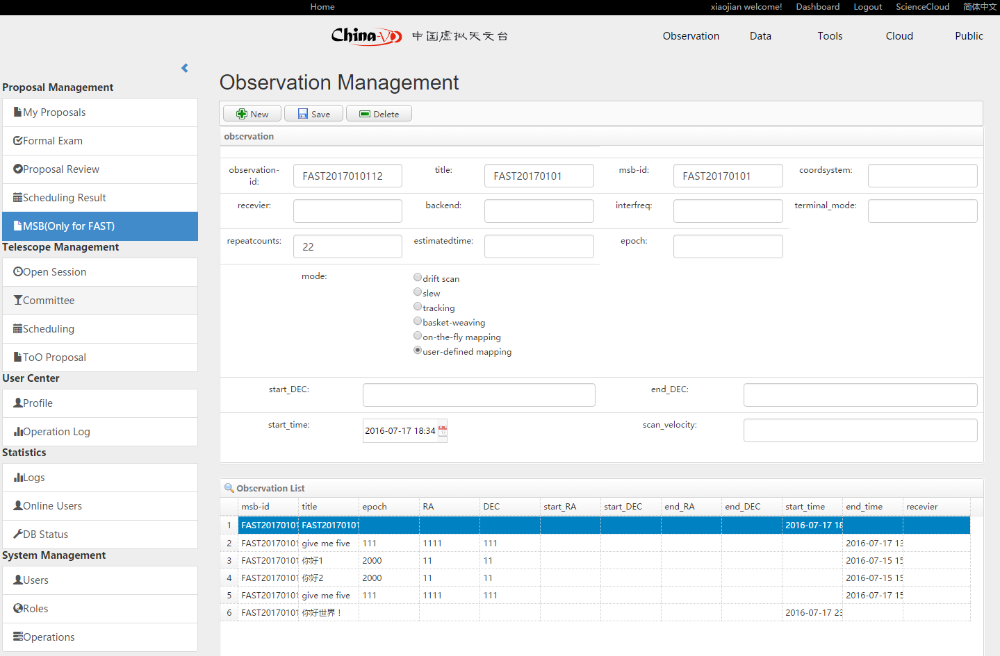 Home xiaojian welcome! Dashboard Logout ScienceCloud 简体中文
China-VO 中国虚拟天文台 Observation Data Tools Cloud Public
Proposal Management
My Proposals
Formal Exam
Proposal Review
Scheduling Result
MSB(Only for FAST)
Telescope Management
Open Session
Committee
Scheduling
ToO Proposal
User Center
Profile
Operation Log
Statistics
Logs
Online Users
DB Status
System Management
Users
Roles
Operations
Observation Management
New Save Delete
observation
observation-id: FAST2017010112 title: FAST20170101 msb-id: FAST20170101 coordsystem:
recevier: backend: interfreq: terminal_mode:
repeatcounts: 22 estimatedtime: epoch:
mode: drift scan
slew
tracking
basket-weaving
on-the-fly mapping
user-defined mapping
start_DEC: end_DEC:
start_time: 2016-07-17 18:34 scan_velocity:
Observation List
msb-id title epoch RA DEC start_RA start_DEC end_RA end_DEC start_time end_time recevier
1 FAST20170101 FAST20170101 2016-07-17 18
2 FAST20170101 give me five 111 1111 111 2016-07-17 13
3 FAST20170101 你好1 2000 11 11 2016-07-15 15
4 FAST20170101 你好2 2000 11 11 2016-07-15 15
5 FAST20170101 give me five 111 1111 111 2016-07-17 15
6 FAST20170101 你好世界！ 2016-07-17 23